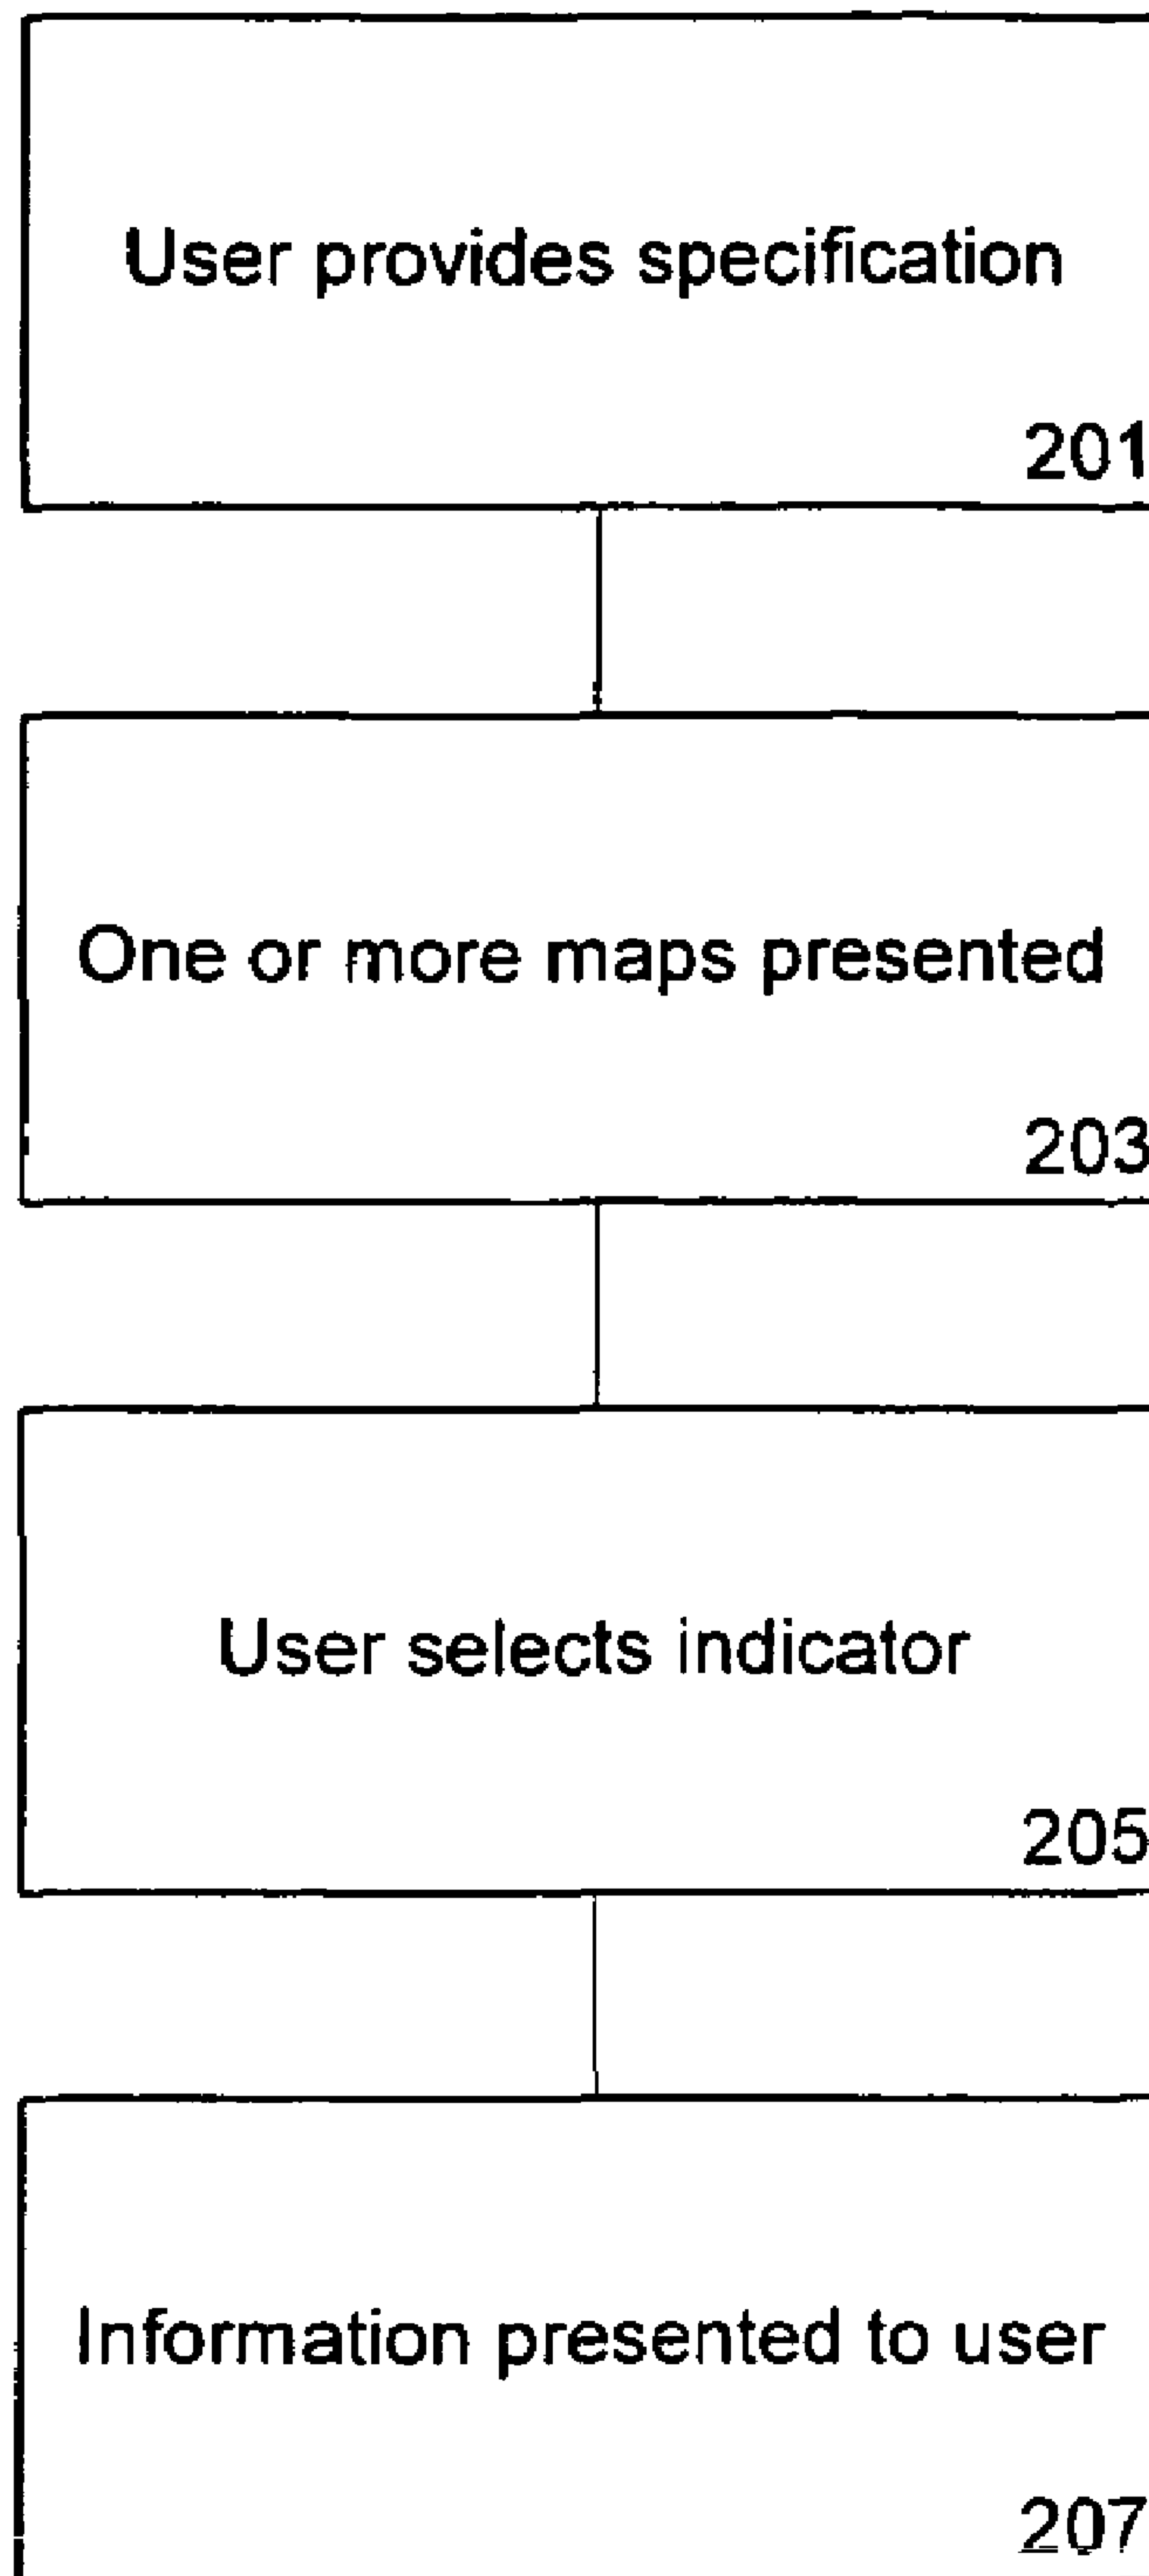 User provides specification
201
One or more maps presented
203
User selects indicator
205
Information presented to user
207